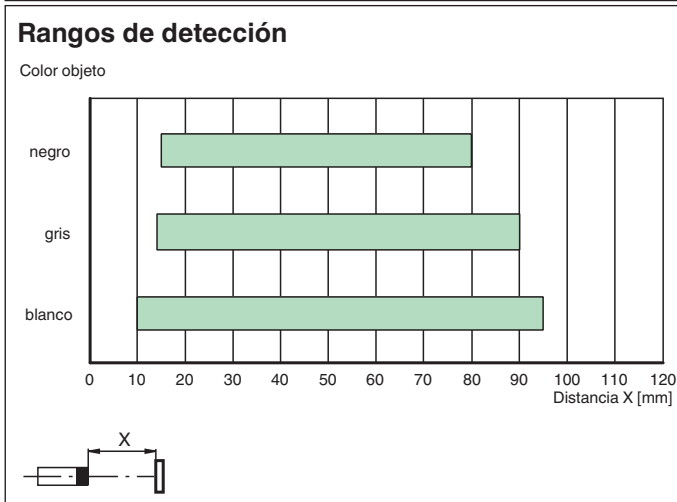 Rangos de detección
Color objeto
negro
gris
blanco
0 10 20 30 40 50 60 70 80 90 100 110 120
Distancia X [mm]
X